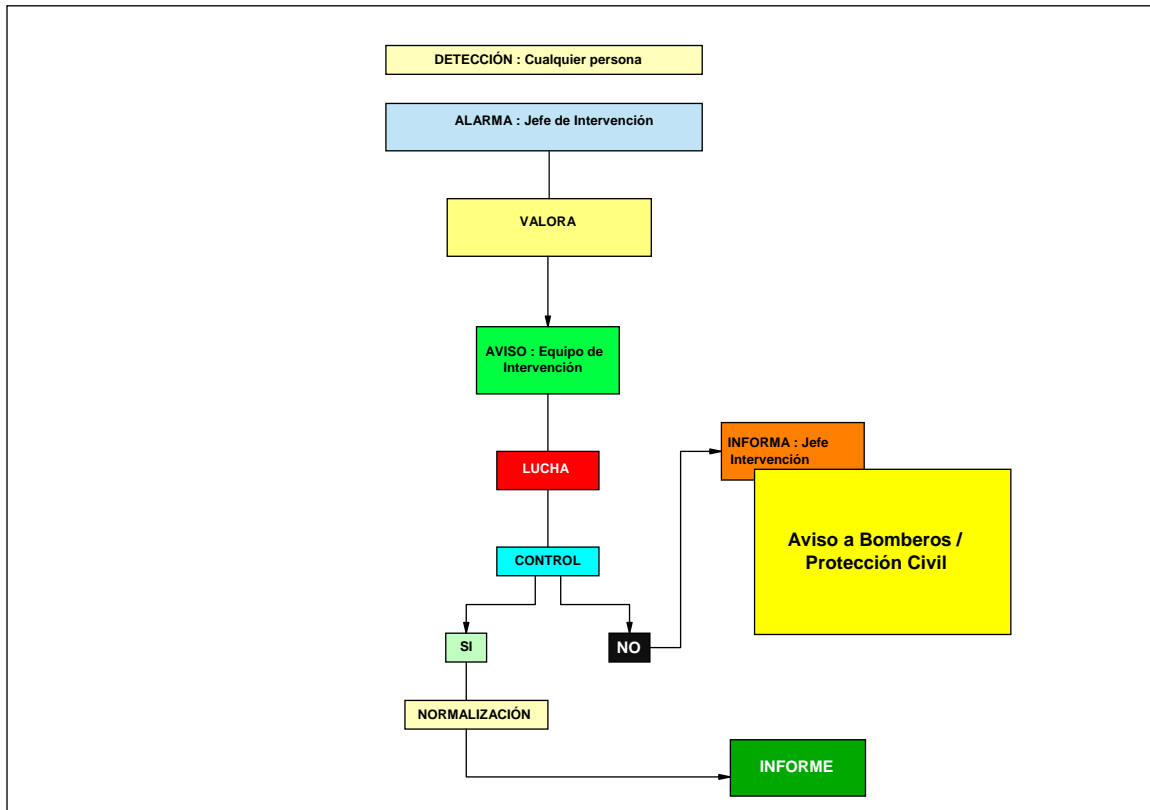 DETECCIÓN : Cualquier persona
ALARMA : Jefe de Intervención
VALORA
AVISO : Equipo de
Intervención
LUCHA
INFORMA : Jefe
Intervención
Aviso a Bomberos /
Protección Civil
CONTROL
SI
NO
NORMALIZACIÓN
INFORME